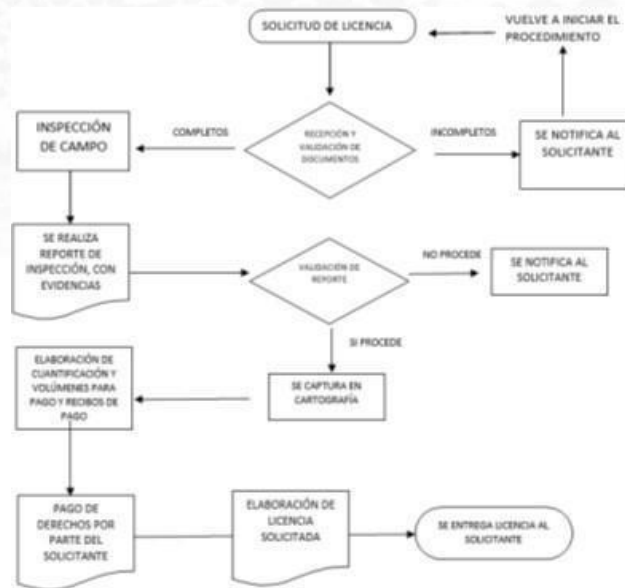 SOLICITUD DE LICENCIA
VUELVE A INICIAR EL
PROCEDIMIENTO
INSPECCIÓN
DE CAMPO
COMPLETOS
RECEPCIÓN Y
VALIDACIÓN DE
DOCUMENTOS
INCOMPLETOS
SE NOTIFICA AL
SOLICITANTE
SE REALIZA
REPORTE DE
INSPECCIÓN, CON
EVIDENCIAS
VALIDACIÓN DE
REPORTE
NO PROCEDE
SE NOTIFICA AL
SOLICITANTE
SI PROCEDE
ELABORACIÓN DE
CUANTIFICACIÓN Y
VOLÚMENES PARA
PAGO Y RECIBOS DE
PAGO
SE CAPTURA EN
CARTOGRAFÍA
PAGO DE
DERECHOS POR
PARTE DEL
SOLICITANTE
ELABORACIÓN DE
LICENCIA
SOLICITADA
SE ENTREGA LICENCIA AL
SOLICITANTE